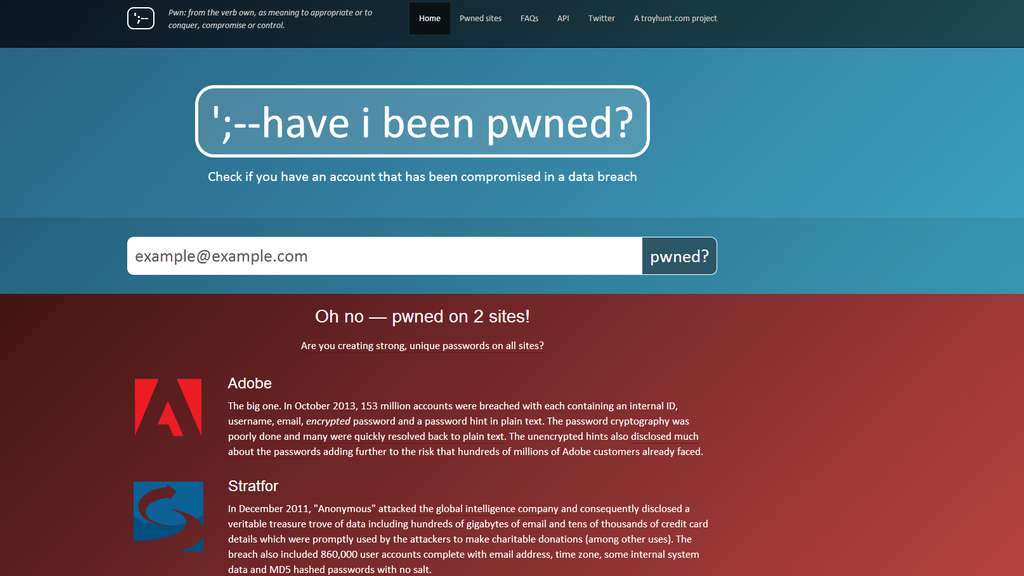 ';--
Pwn: from the verb own, as meaning to appropriate or to
conquer, compromise or control.
Home Pwned sites FAQs API Twitter A troyhunt.com project
';--have i been pwned?
Check if you have an account that has been compromised in a data breach
example@example.com pwned?
Oh no — pwned on 2 sites!
Are you creating strong, unique passwords on all sites?
Adobe
The big one. In October 2013, 153 million accounts were breached with each containing an internal ID,
username, email, encrypted password and a password hint in plain text. The password cryptography was
poorly done and many were quickly resolved back to plain text. The unencrypted hints also disclosed much
about the passwords adding further to the risk that hundreds of millions of Adobe customers already faced.
Stratfor
In December 2011, "Anonymous" attacked the global intelligence company and consequently disclosed a
veritable treasure trove of data including hundreds of gigabytes of email and tens of thousands of credit card
details which were promptly used by the attackers to make charitable donations (among other uses). The
breach also included 860,000 user accounts complete with email address, time zone, some internal system
data and MD5 hashed passwords with no salt.